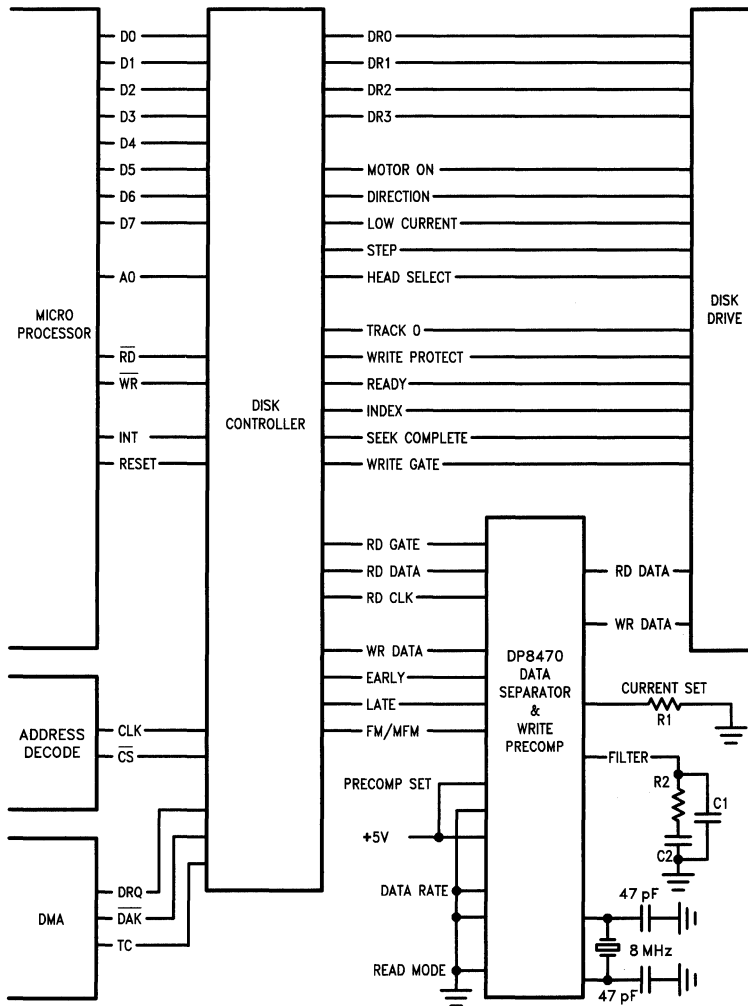 D0 DR0
D1 DR1
D2 DR2
D3 DR3
D4
D5 MOTOR ON
D6 DIRECTION
D7 LOW CURRENT
STEP
A0 HEAD SELECT
MICRO
PROCESSOR
DISK
DRIVE
TRACK 0
R̅D̅ WRITE PROTECT
W̅R̅ READY
DISK
CONTROLLER
INDEX
INT SEEK COMPLETE
RESET WRITE GATE
RD GATE
RD DATA RD DATA
RD CLK
WR DATA WR DATA
EARLY
LATE
FM/MFM
DP8470
DATA
SEPARATOR
&
WRITE
PRECOMP
CURRENT SET
R1
ADDRESS
DECODE
CLK
C̅S̅
FILTER
PRECOMP SET
R2
C1
+5V
C2
DMA
DRQ
D̅A̅K̅
TC
DATA RATE
47 pF
8 MHz
READ MODE
47 pF